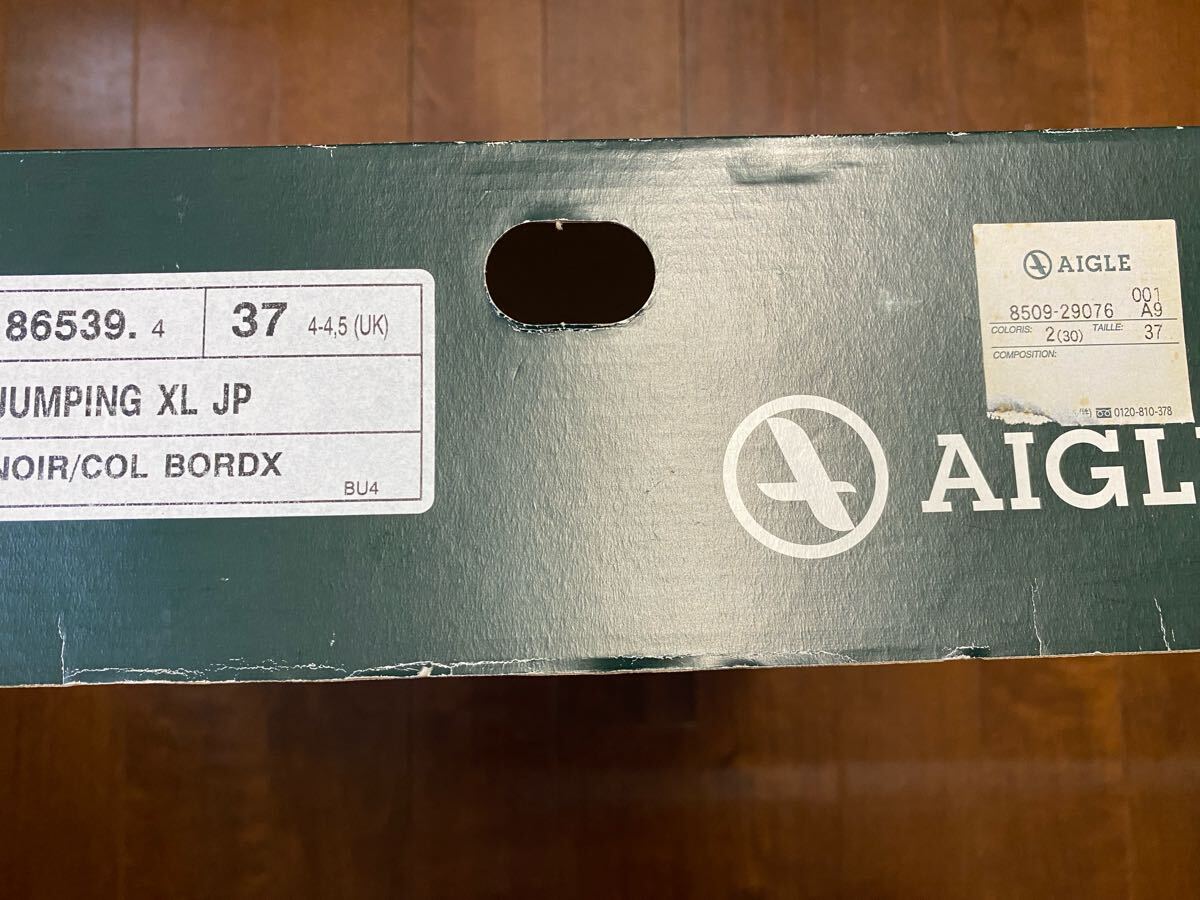 86539. 4
37 4-4,5 (UK)
JUMPING XL JP
NOIR/COL BORDX
BU4
AIGLE
001
8509-29076 A9
COLORIS: 2(30) TAILLE: 37
COMPOSITION:
0120-810-378
AIGL